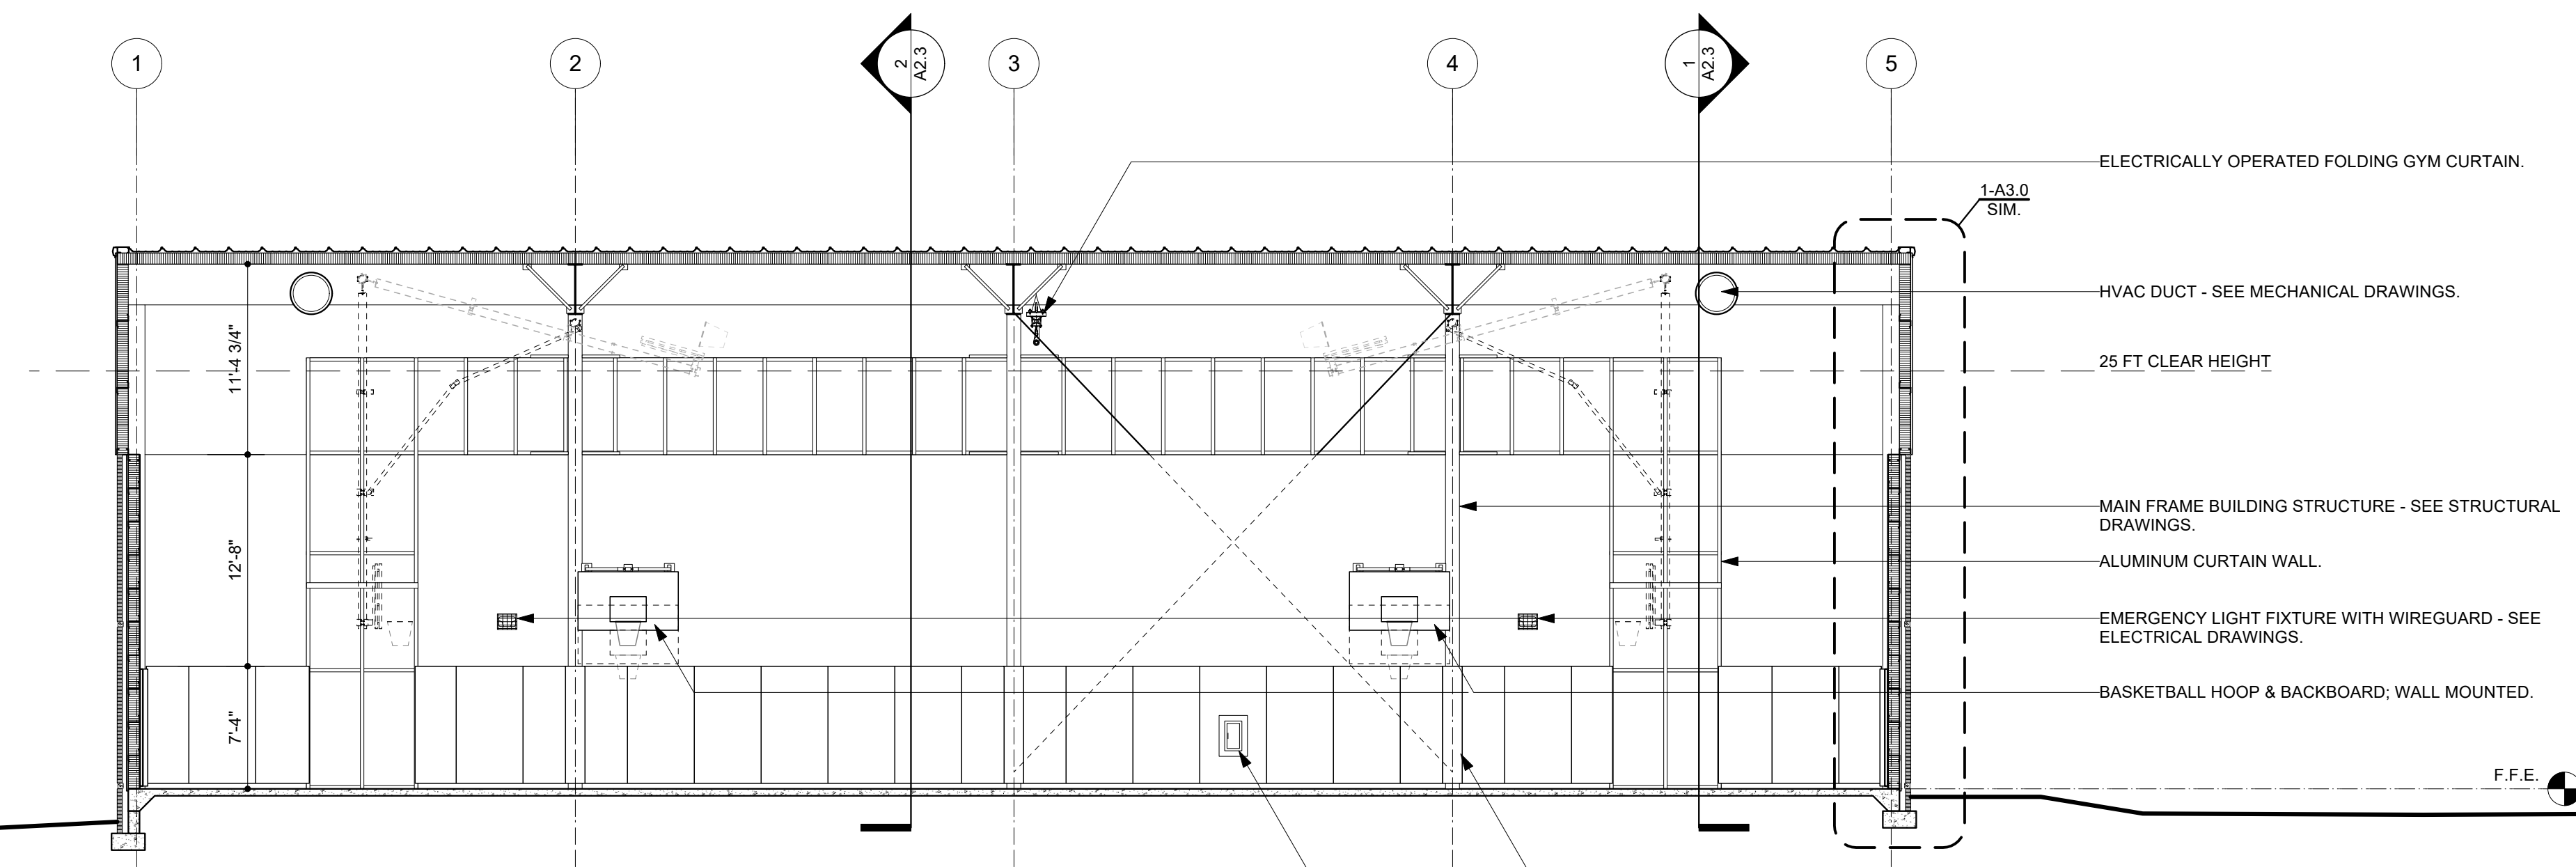 1
2
2
A2.3
3
4
1
A2.3
5
ELECTRICALLY OPERATED FOLDING GYM CURTAIN.
1-A3.0
SIM.
HVAC DUCT - SEE MECHANICAL DRAWINGS.
25 FT CLEAR HEIGHT
11'-4 3/4"
MAIN FRAME BUILDING STRUCTURE - SEE STRUCTURAL
DRAWINGS.
12'-8"
ALUMINUM CURTAIN WALL.
EMERGENCY LIGHT FIXTURE WITH WIREGUARD - SEE
ELECTRICAL DRAWINGS.
BASKETBALL HOOP & BACKBOARD; WALL MOUNTED.
7'-4"
F.F.E.